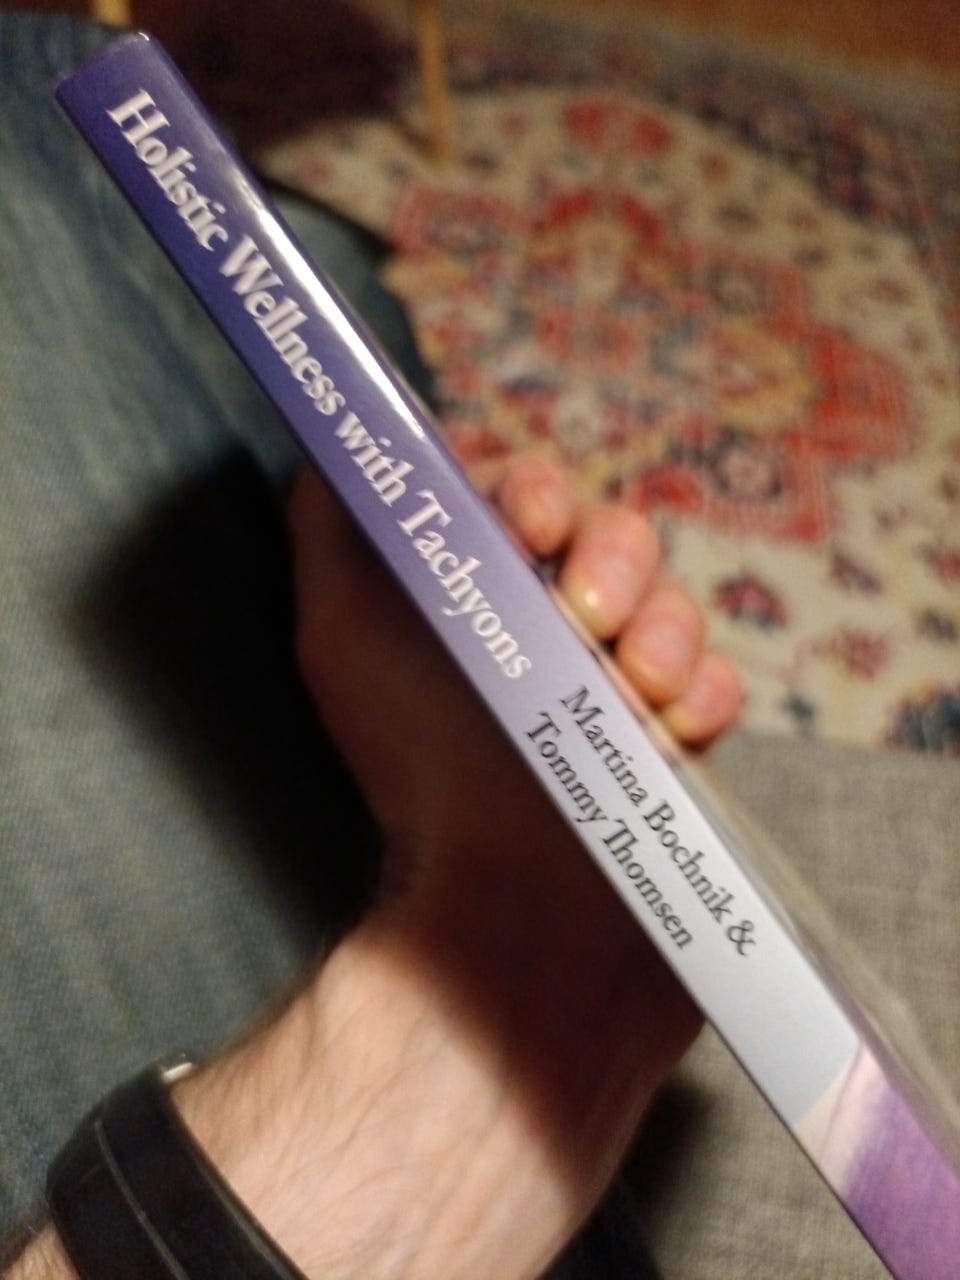 Holistic Wellness with Tachyons
Martina Bochnik &
Tommy Thomsen